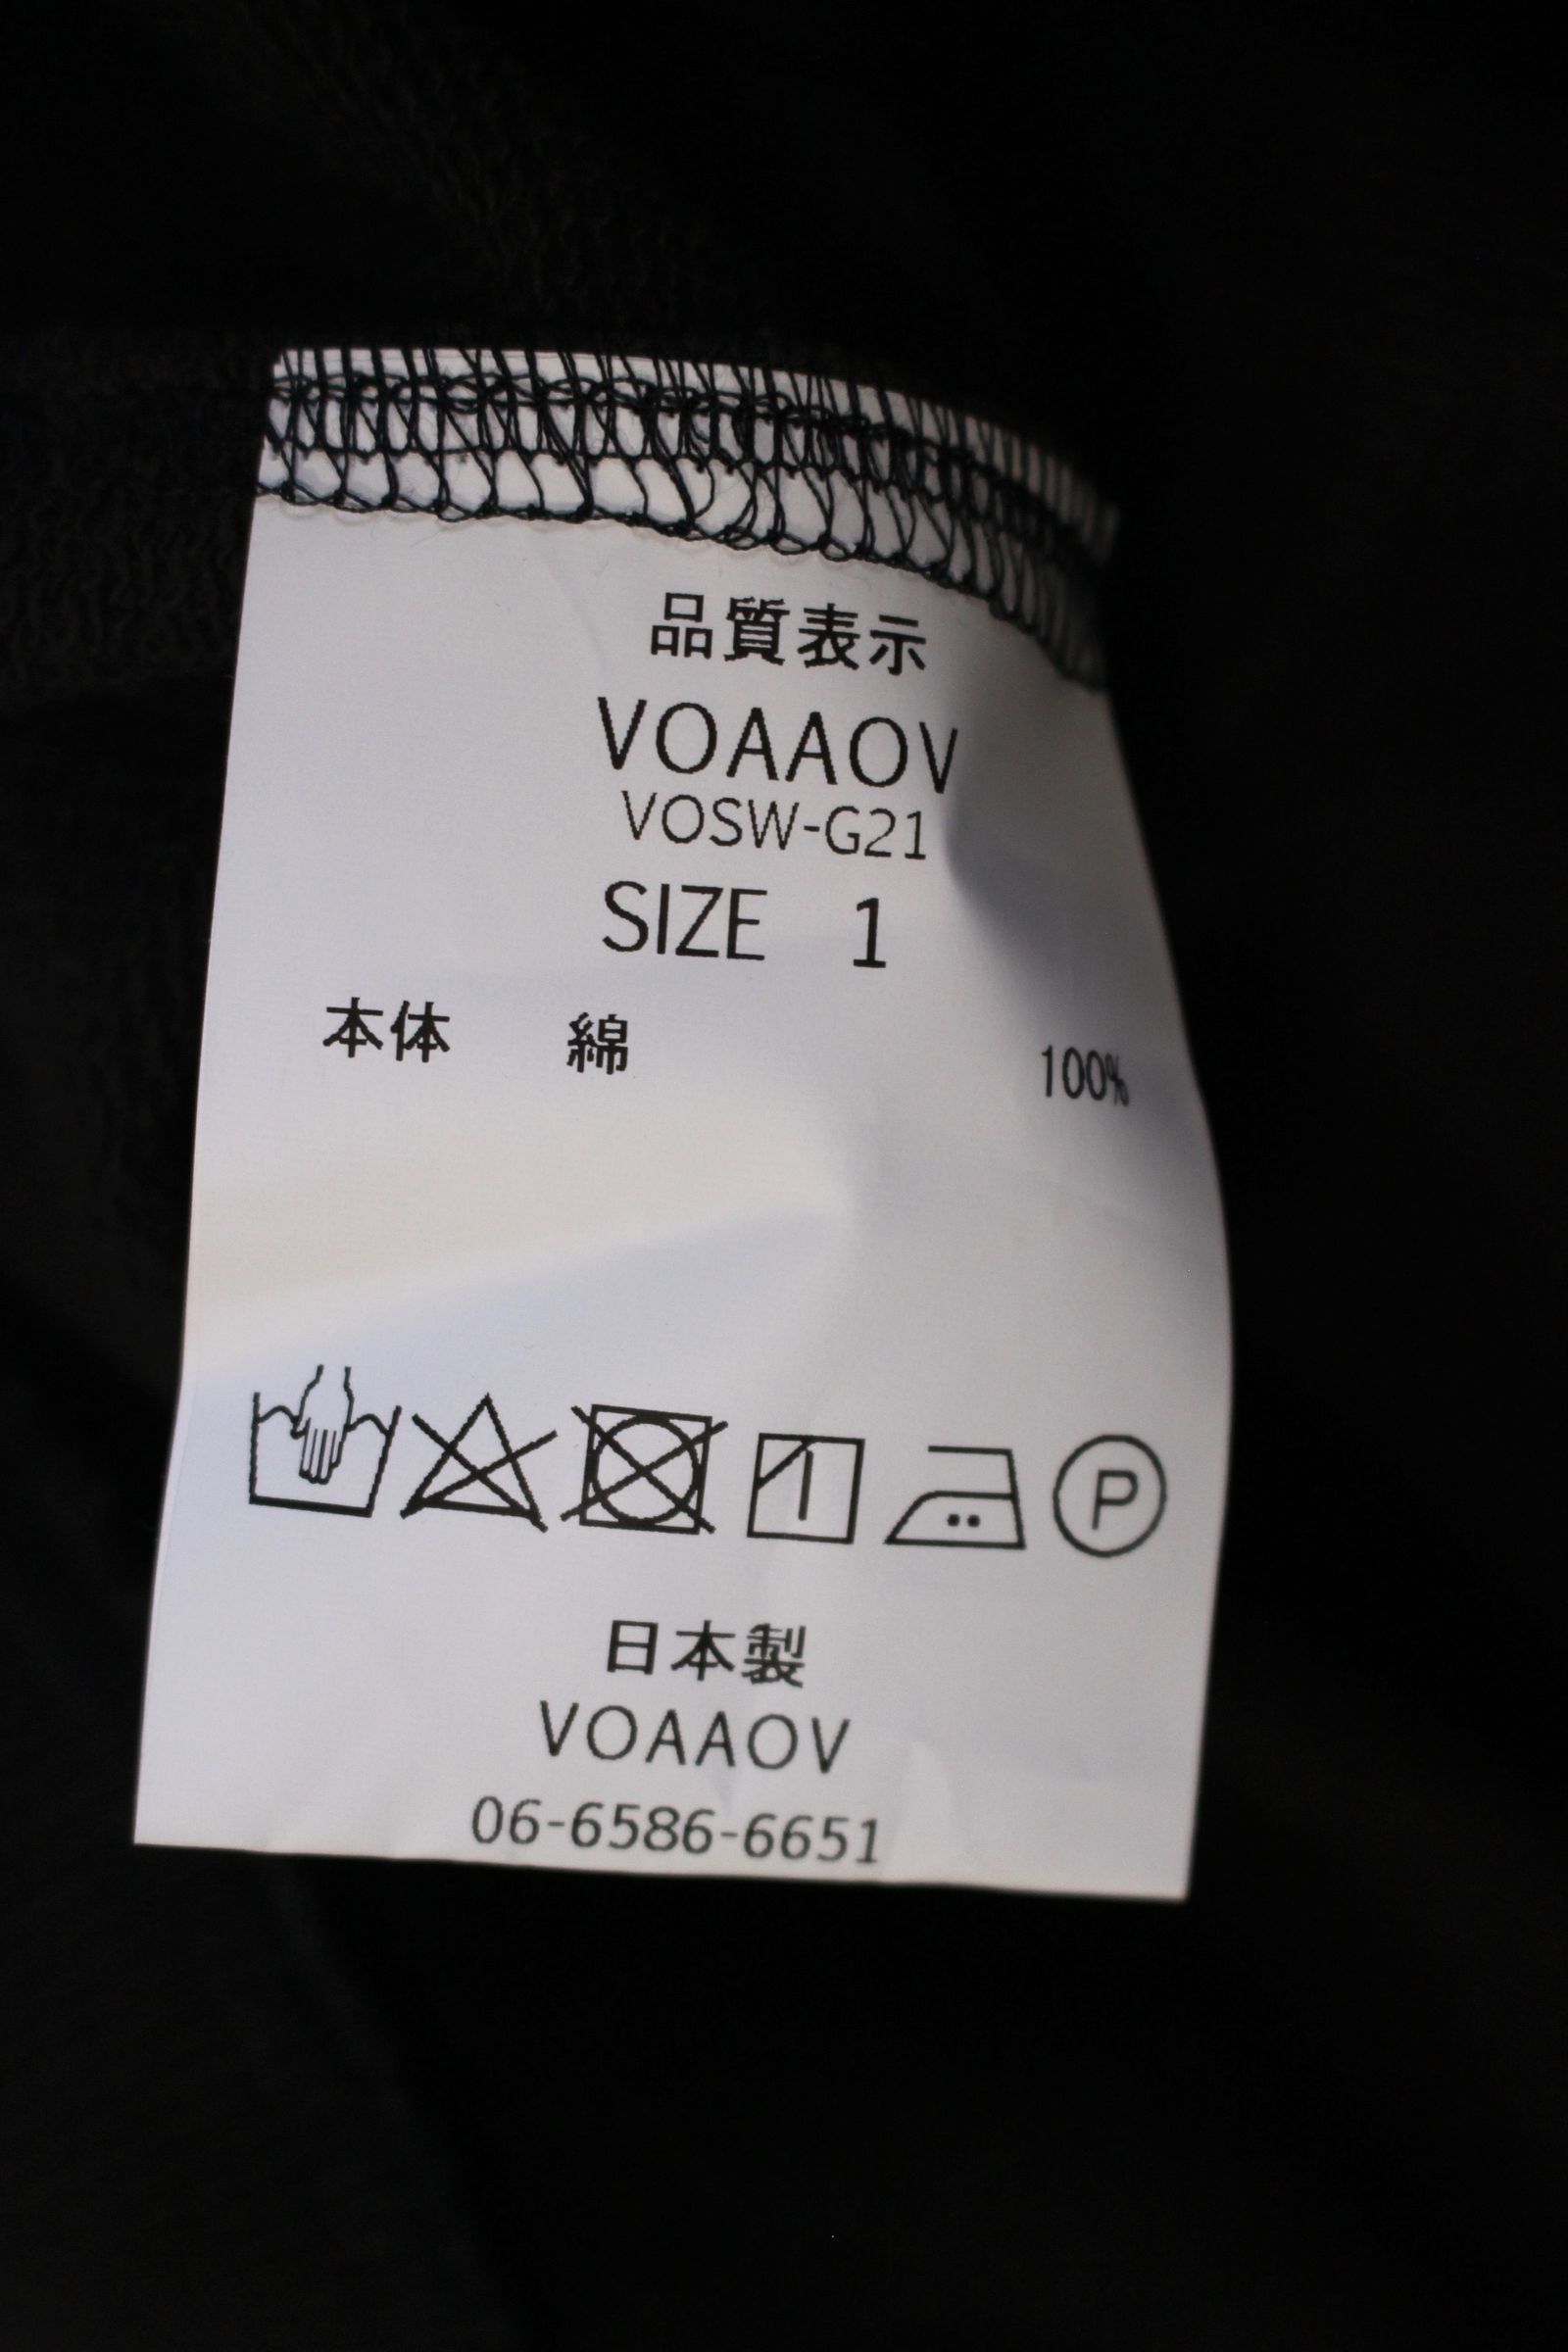 品質表示
VOAAOV
VOSW-G21
SIZE 1
本体 綿 100%
P
日本製
VOAAOV
06-6586-6651